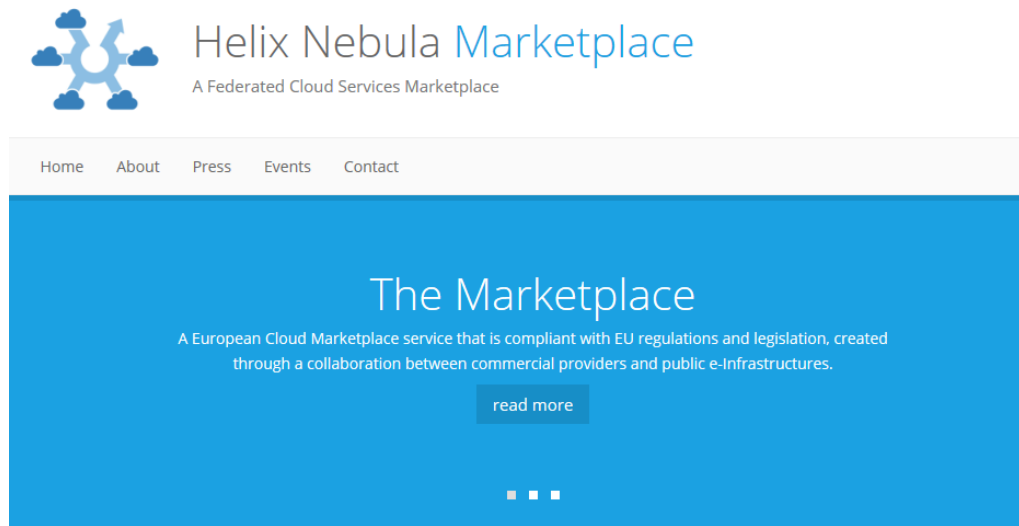 Helix Nebula Marketplace
A Federated Cloud Services Marketplace
Home About Press Events Contact
The Marketplace
A European Cloud Marketplace service that is compliant with EU regulations and legislation, created
through a collaboration between commercial providers and public e-Infrastructures.
read more